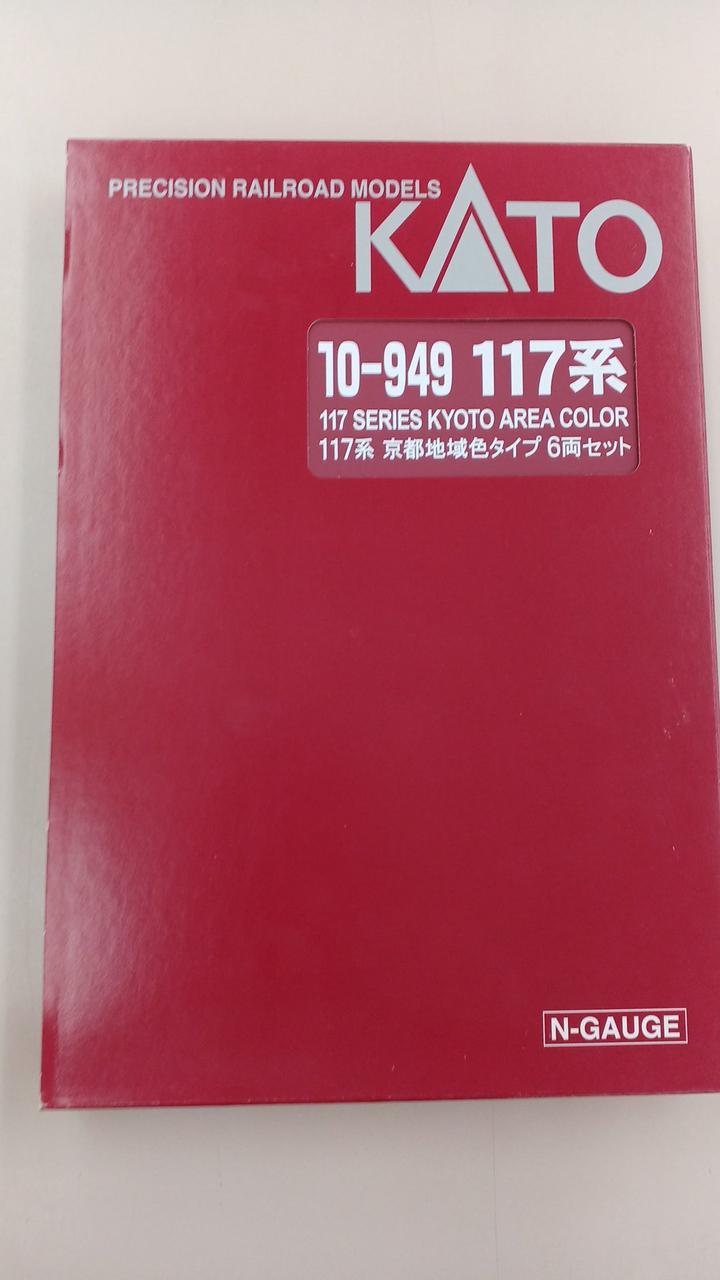 PRECISION RAILROAD MODELS
KATO
10-949 117系
117 SERIES KYOTO AREA COLOR
117系 京都地域色タイプ 6両セット
N-GAUGE